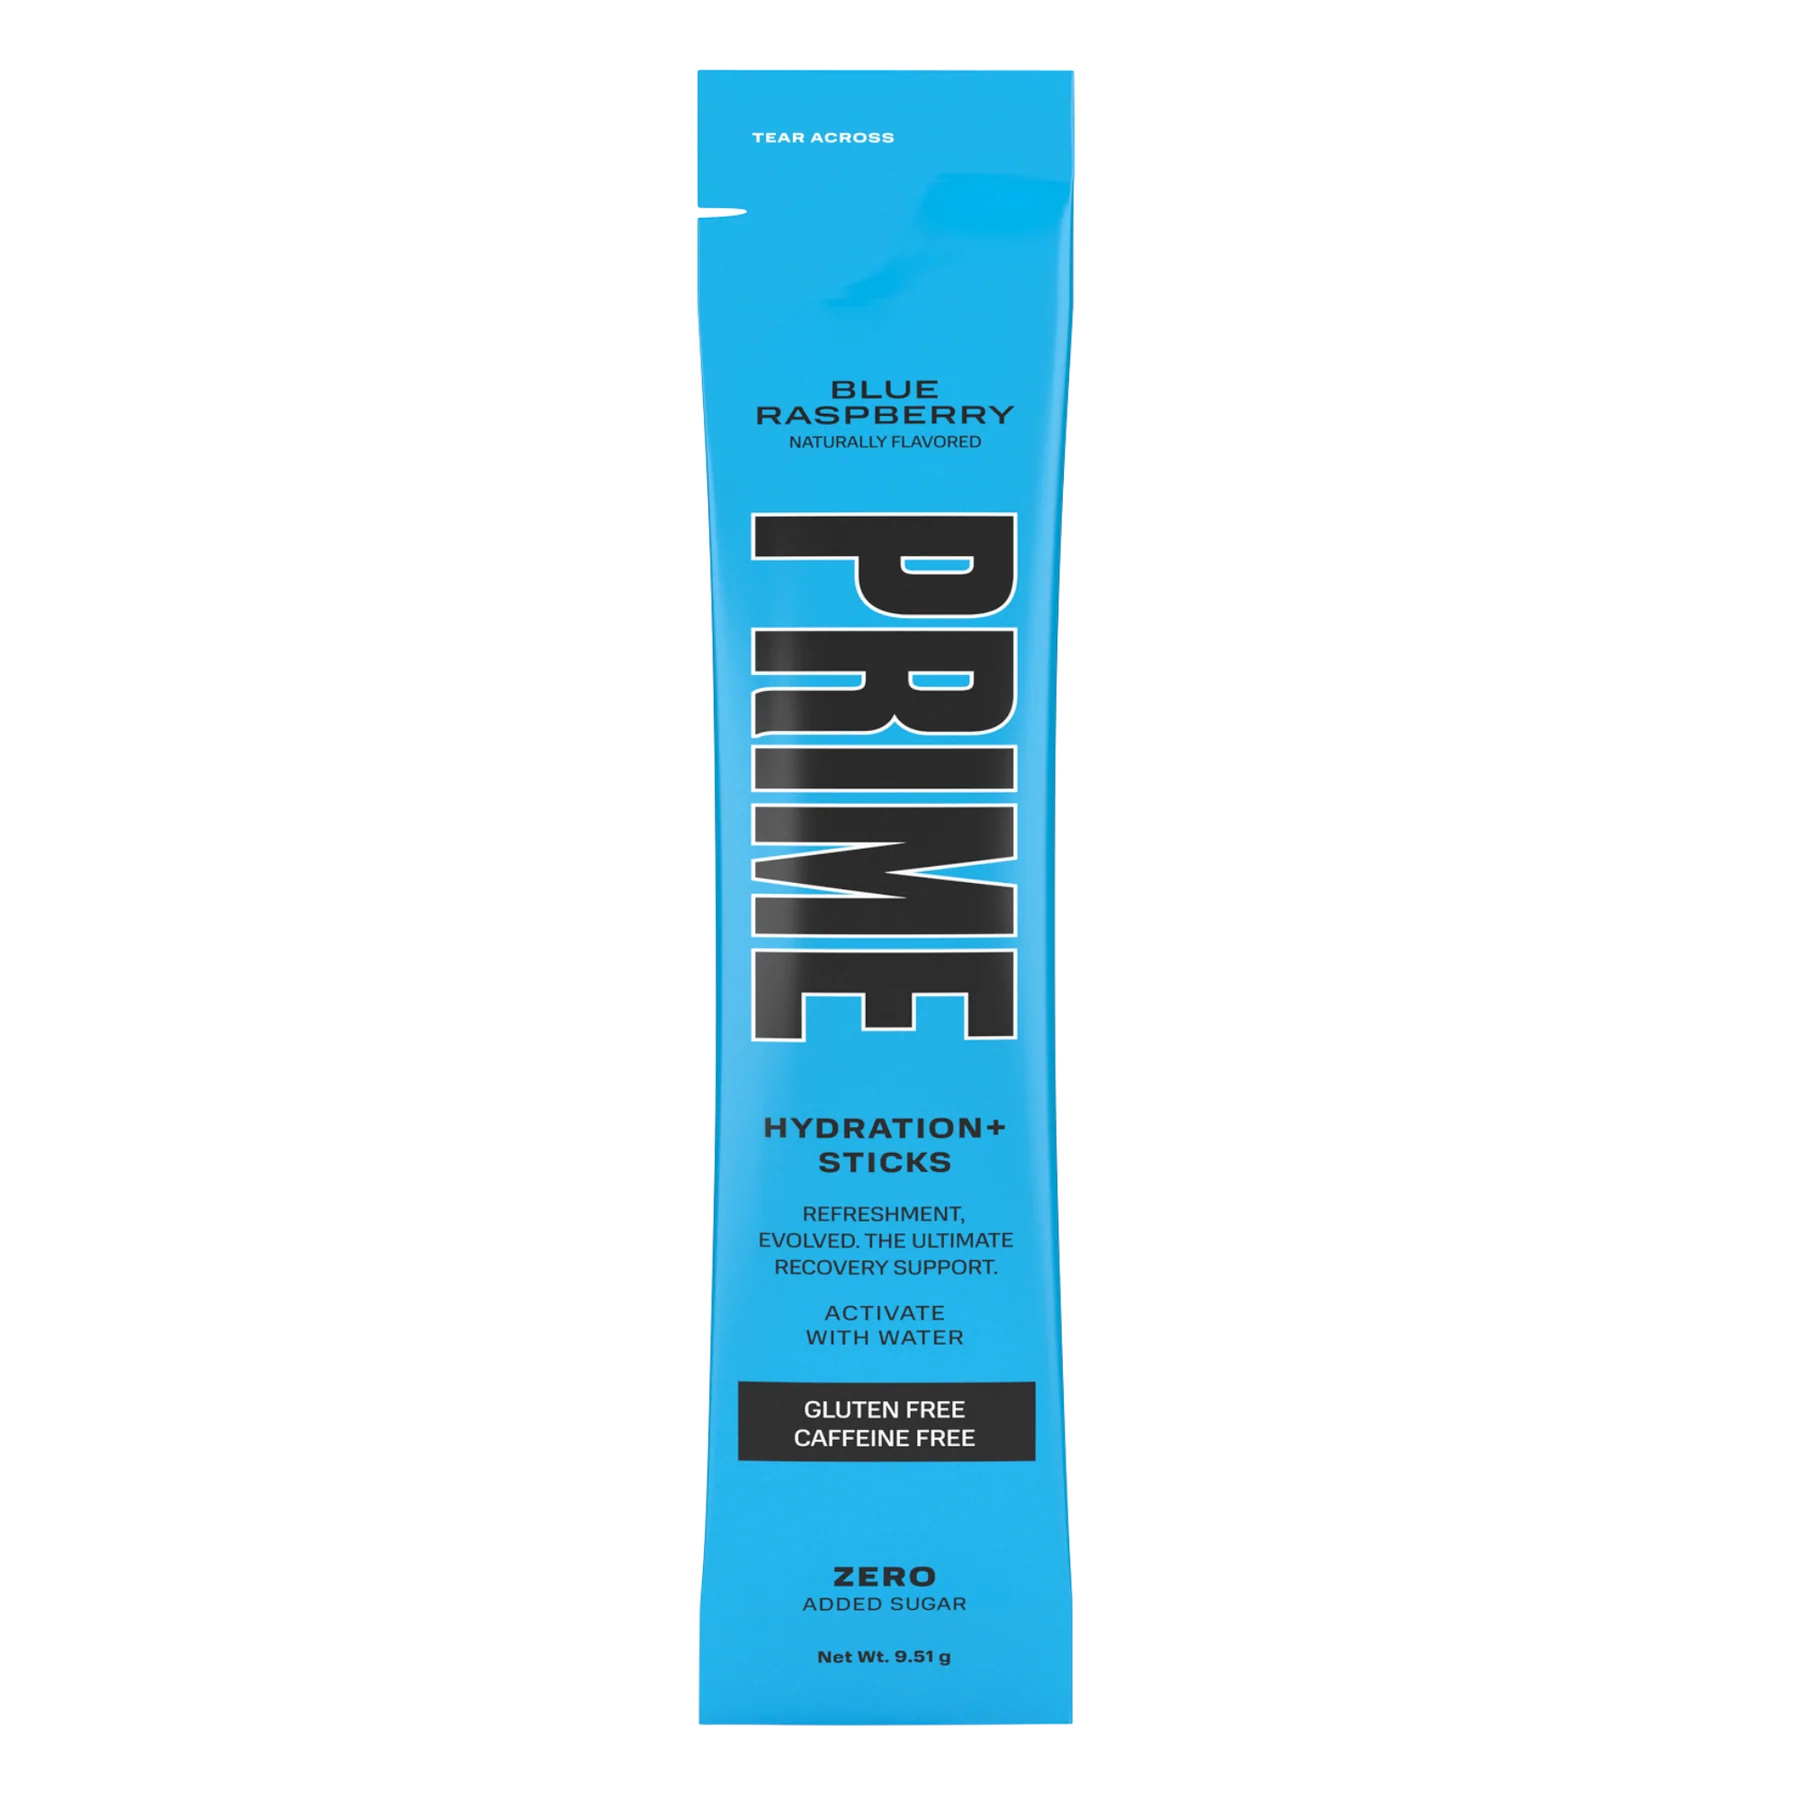 TEAR ACROSS
BLUE
RASPBERRY
NATURALLY FLAVORED
PRIME
HYDRATION+
STICKS
REFRESHMENT,
EVOLVED. THE ULTIMATE
RECOVERY SUPPORT.
ACTIVATE
WITH WATER
GLUTEN FREE
CAFFEINE FREE
ZERO
ADDED SUGAR
Net Wt. 9.51 g